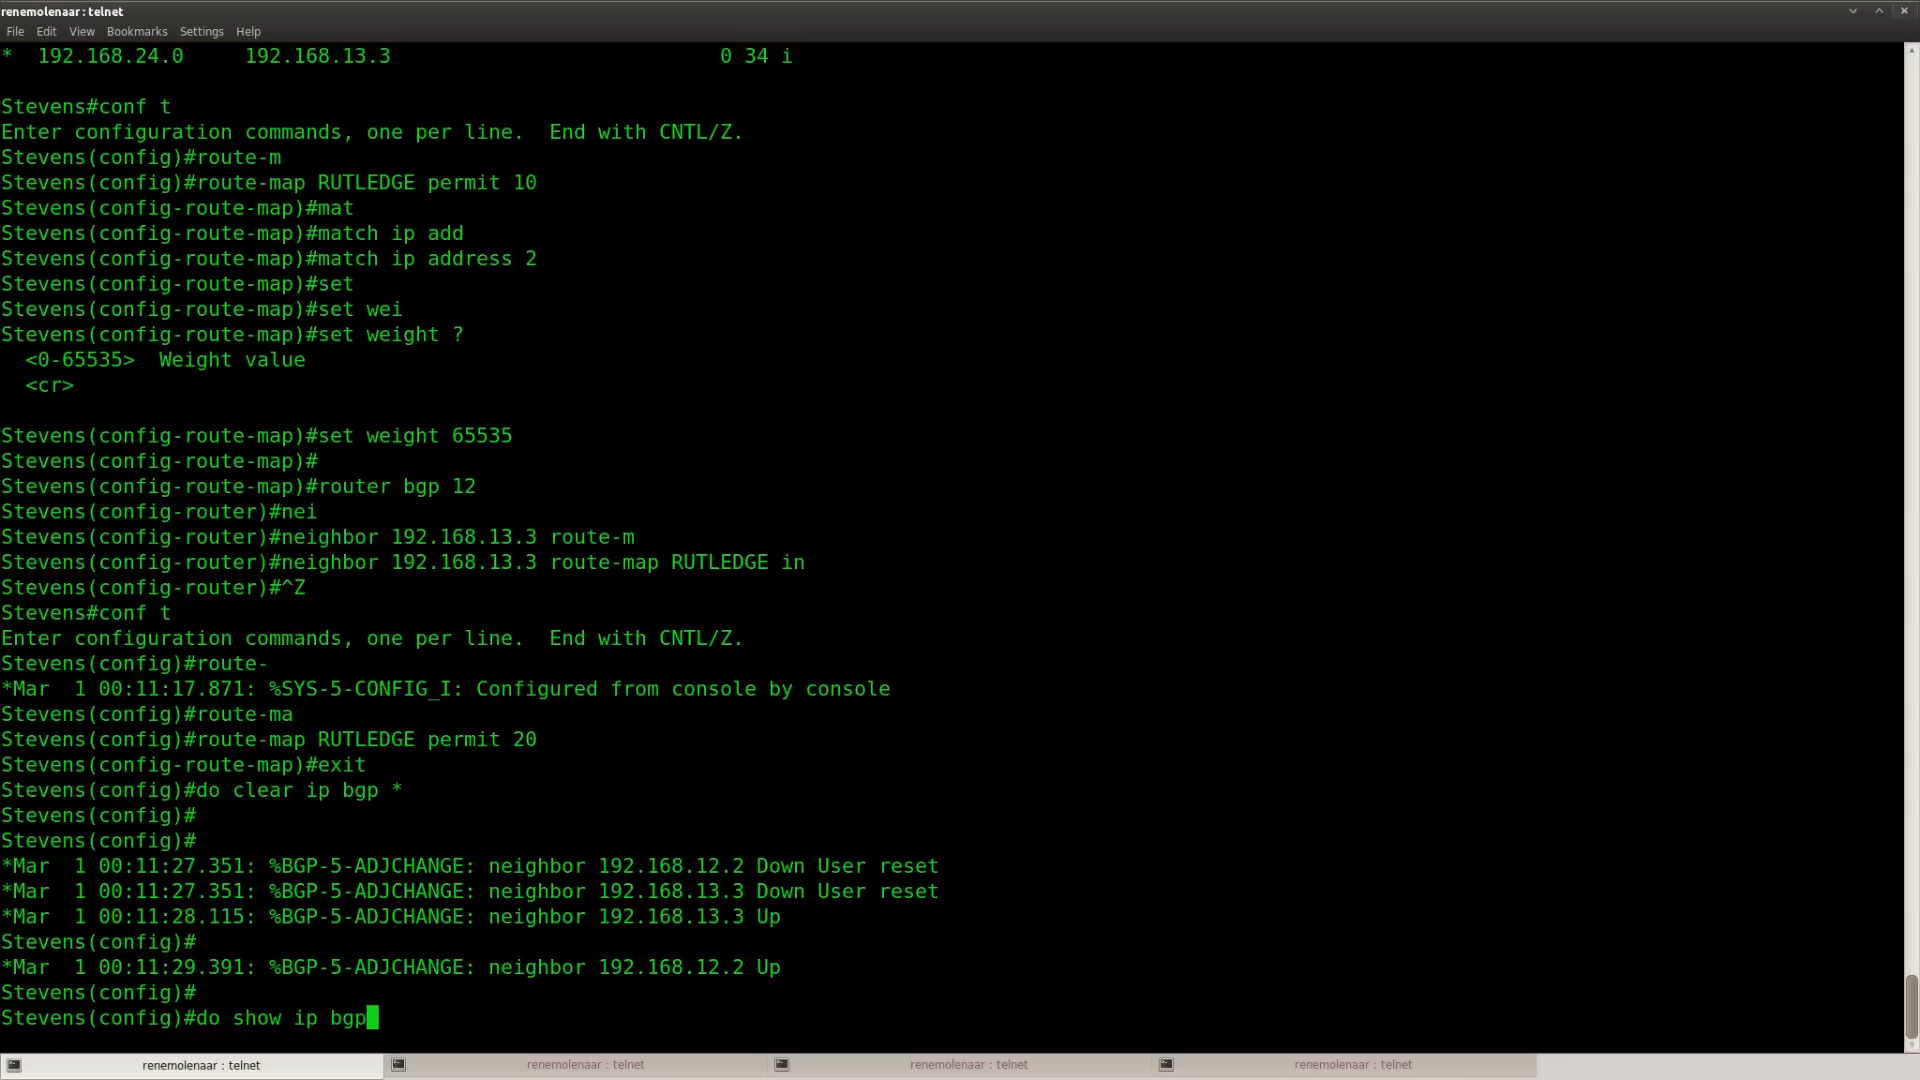 renemolenaar : telnet
File Edit View Bookmarks Settings Help
*  192.168.24.0     192.168.13.3                           0 34 i
Stevens#conf t
Enter configuration commands, one per line.  End with CNTL/Z.
Stevens(config)#route-m
Stevens(config)#route-map RUTLEDGE permit 10
Stevens(config-route-map)#mat
Stevens(config-route-map)#match ip add
Stevens(config-route-map)#match ip address 2
Stevens(config-route-map)#set
Stevens(config-route-map)#set wei
Stevens(config-route-map)#set weight ?
  <0-65535>  Weight value
  <cr>
Stevens(config-route-map)#set weight 65535
Stevens(config-route-map)#
Stevens(config-route-map)#router bgp 12
Stevens(config-router)#nei
Stevens(config-router)#neighbor 192.168.13.3 route-m
Stevens(config-router)#neighbor 192.168.13.3 route-map RUTLEDGE in
Stevens(config-router)#^Z
Stevens#conf t
Enter configuration commands, one per line.  End with CNTL/Z.
Stevens(config)#route-
*Mar  1 00:11:17.871: %SYS-5-CONFIG_I: Configured from console by console
Stevens(config)#route-ma
Stevens(config)#route-map RUTLEDGE permit 20
Stevens(config-route-map)#exit
Stevens(config)#do clear ip bgp *
Stevens(config)#
Stevens(config)#
*Mar  1 00:11:27.351: %BGP-5-ADJCHANGE: neighbor 192.168.12.2 Down User reset
*Mar  1 00:11:27.351: %BGP-5-ADJCHANGE: neighbor 192.168.13.3 Down User reset
*Mar  1 00:11:28.115: %BGP-5-ADJCHANGE: neighbor 192.168.13.3 Up
Stevens(config)#
*Mar  1 00:11:29.391: %BGP-5-ADJCHANGE: neighbor 192.168.12.2 Up
Stevens(config)#
Stevens(config)#do show ip bgp
renemolenaar : telnet renemolenaar : telnet renemolenaar : telnet renemolenaar : telnet